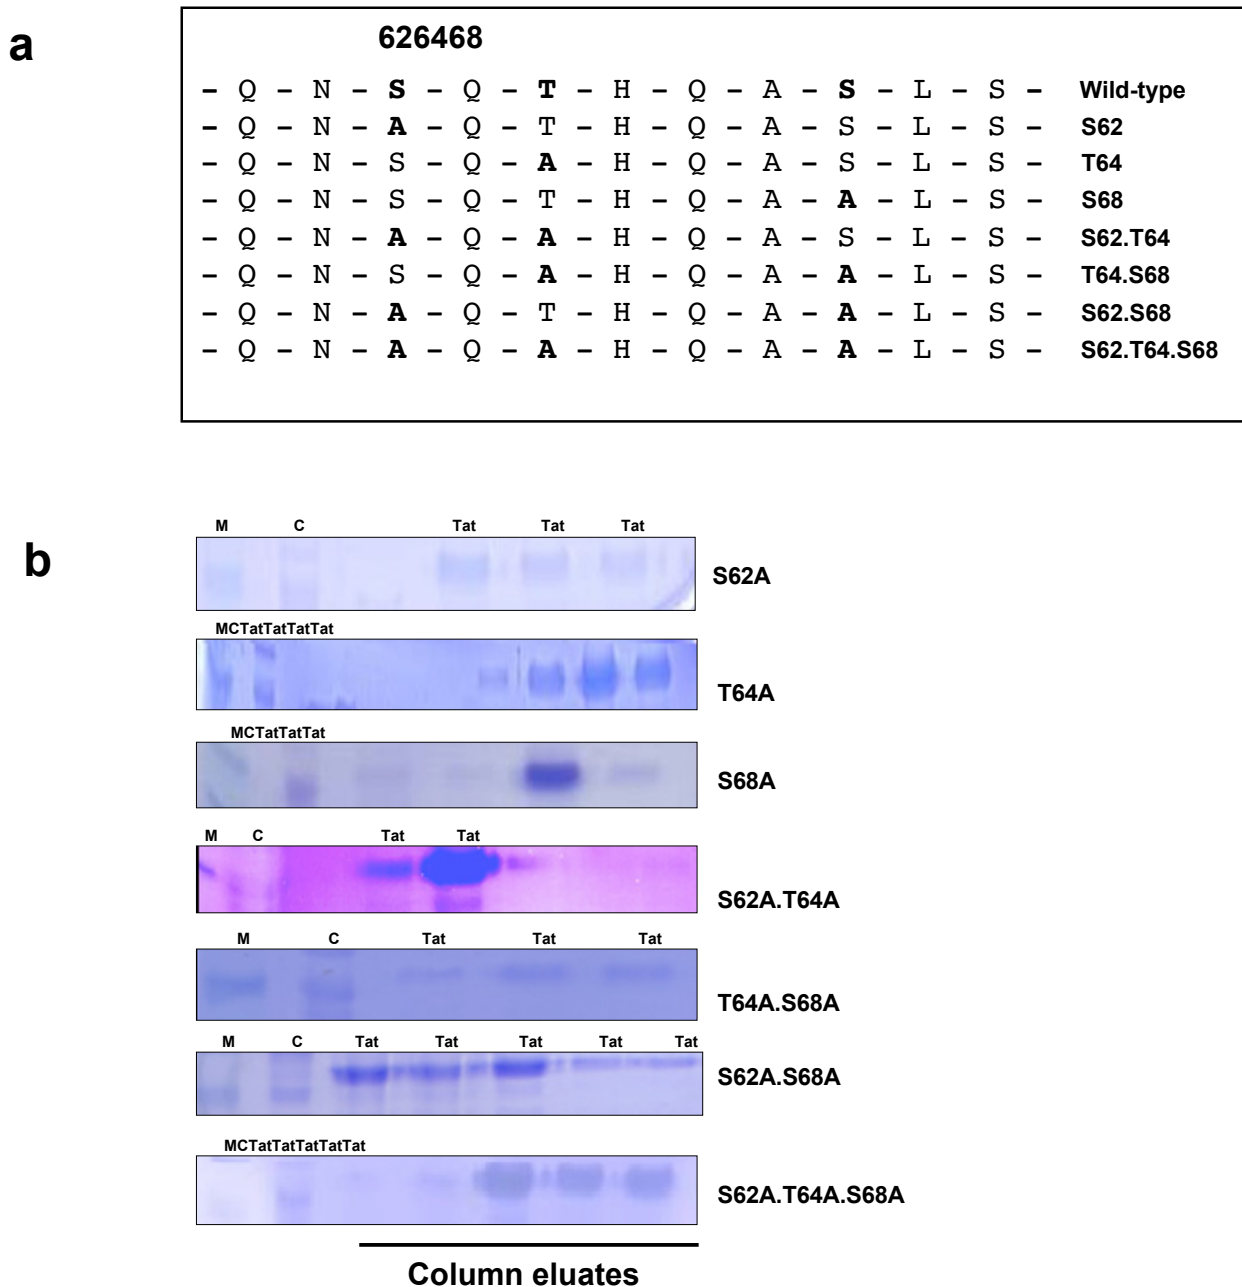 a
626468
– Q – N – S – Q – T – H – Q – A – S – L – S – Wild-type
– Q – N – A – Q – T – H – Q – A – S – L – S – S62
– Q – N – S – Q – A – H – Q – A – S – L – S – T64
– Q – N – S – Q – T – H – Q – A – A – L – S – S68
– Q – N – A – Q – A – H – Q – A – S – L – S – S62.T64
– Q – N – S – Q – A – H – Q – A – A – L – S – T64.S68
– Q – N – A – Q – T – H – Q – A – A – L – S – S62.S68
– Q – N – A – Q – A – H – Q – A – A – L – S – S62.T64.S68
b
M C Tat Tat Tat
S62A
MCTatTatTatTat
T64A
MCTatTatTat
S68A
M C Tat Tat
S62A.T64A
M C Tat Tat Tat
T64A.S68A
M C Tat Tat Tat Tat Tat
S62A.S68A
MCTatTatTatTatTat
S62A.T64A.S68A
Column eluates